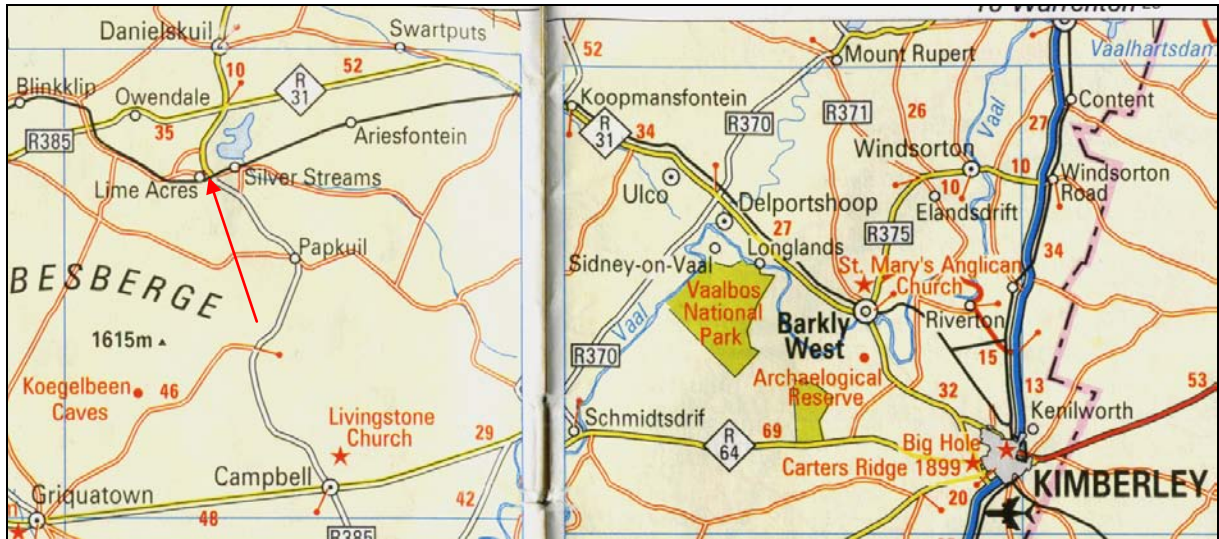 Danielskuil
Swartputs
10
52
R
31
Blinkklip
Owendale
35
R385
Ariesfontein
Lime Acres
Silver Streams
Papkuil
BESBERGE
1615m
Koegelbeen
Caves
46
Livingstone
Church
29
Campbell
Griquatown
48
42
R385
52
Mount Rupert
Vaalhartsdam
Koopmansfontein
R
31
34
R370
R371
26
Vaal
27
Content
Windsorton
10
10
Windsorton
Road
Ulco
Delportshoop
Elandsdrift
27
R375
34
Longlands
Sidney-on-Vaal
St. Mary's Anglican
Church
Vaalbos
National
Park
Vaal
Barkly
West
Riverton
15
R370
Archaelogical
Reserve
32
13
53
Schmidtsdrif
Kenilworth
R
64
69
Big Hole
Carters Ridge 1899
KIMBERLEY
20